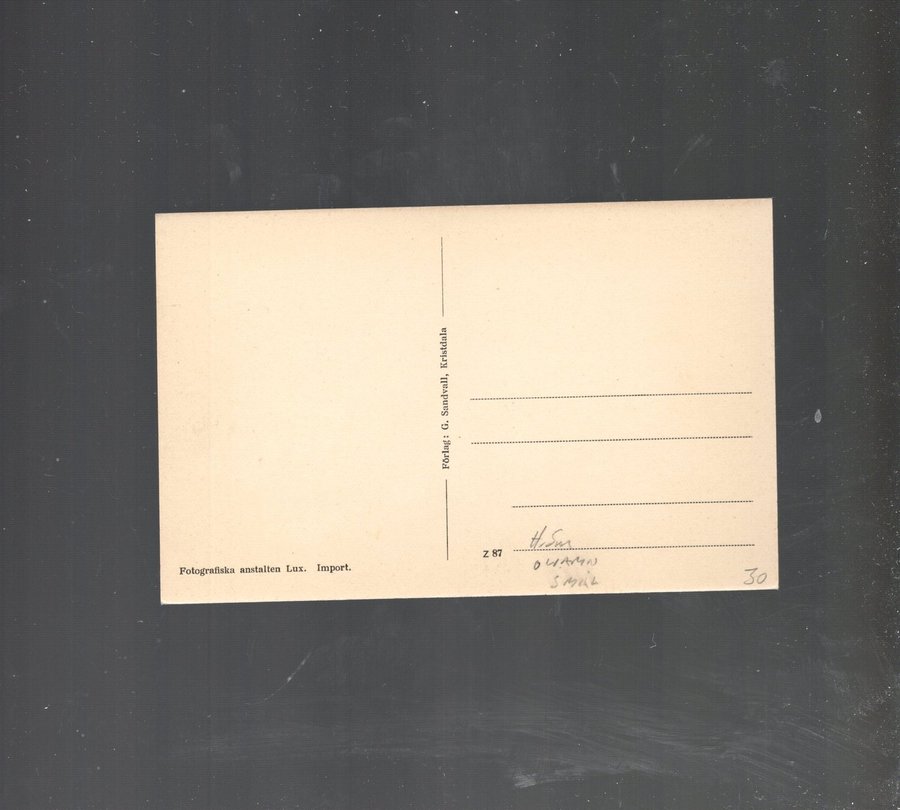 Fotografiska anstalten Lux. Import.
Förlag: G. Sandvall, Kristdala
Z 87
30